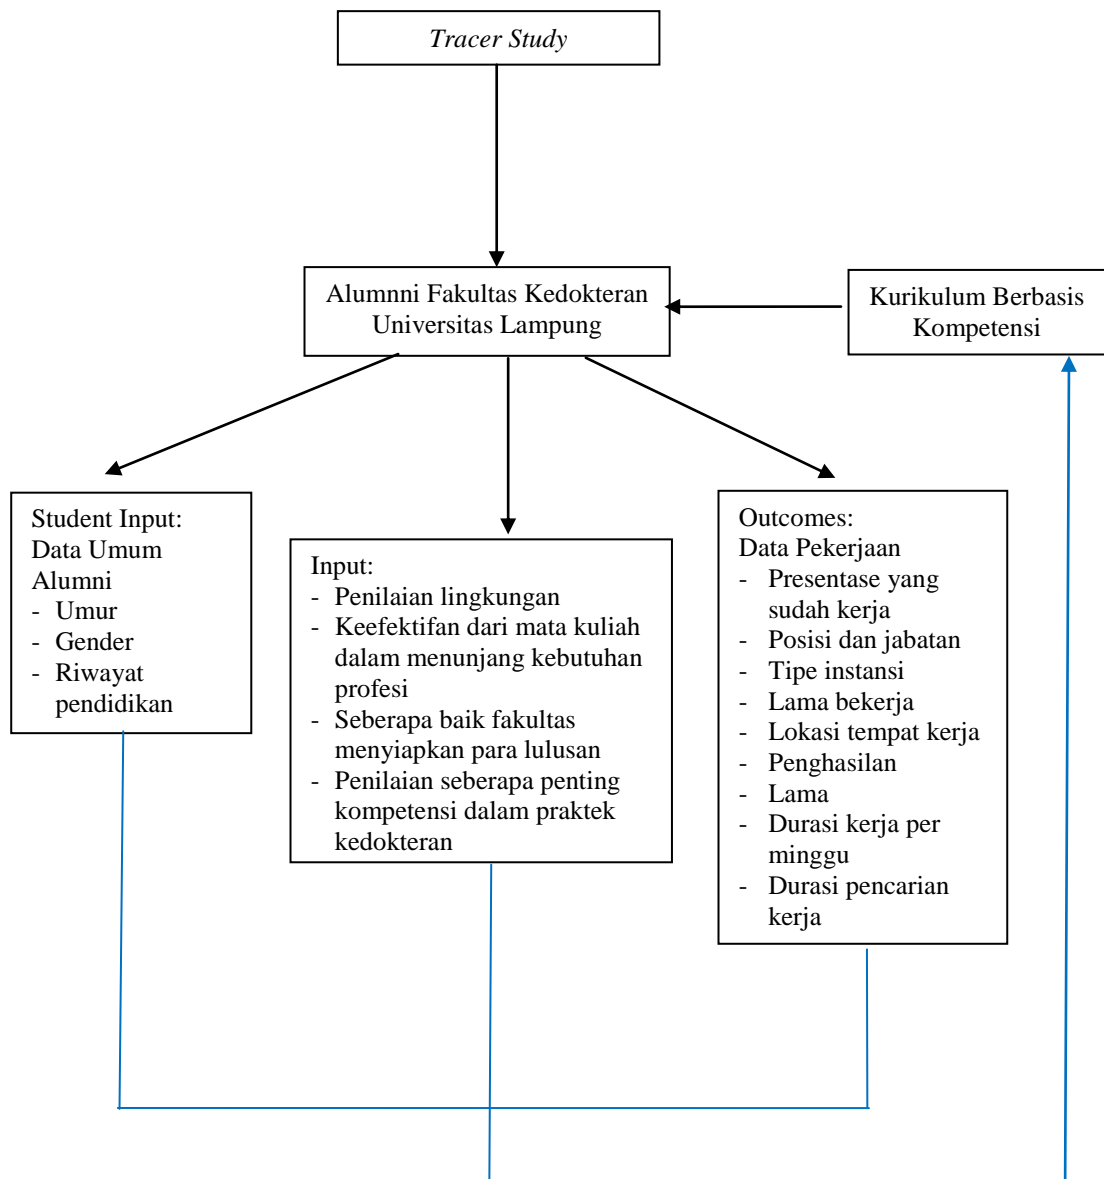 Tracer Study
Alumnni Fakultas Kedokteran
Universitas Lampung
Kurikulum Berbasis
Kompetensi
Student Input:
Data Umum
Alumni
- Umur
- Gender
- Riwayat
pendidikan
Input:
- Penilaian lingkungan
- Keefektifan dari mata kuliah
dalam menunjang kebutuhan
profesi
- Seberapa baik fakultas
menyiapkan para lulusan
- Penilaian seberapa penting
kompetensi dalam praktek
kedokteran
Outcomes:
Data Pekerjaan
- Presentase yang
sudah kerja
- Posisi dan jabatan
- Tipe instansi
- Lama bekerja
- Lokasi tempat kerja
- Penghasilan
- Lama
- Durasi kerja per
minggu
- Durasi pencarian
kerja